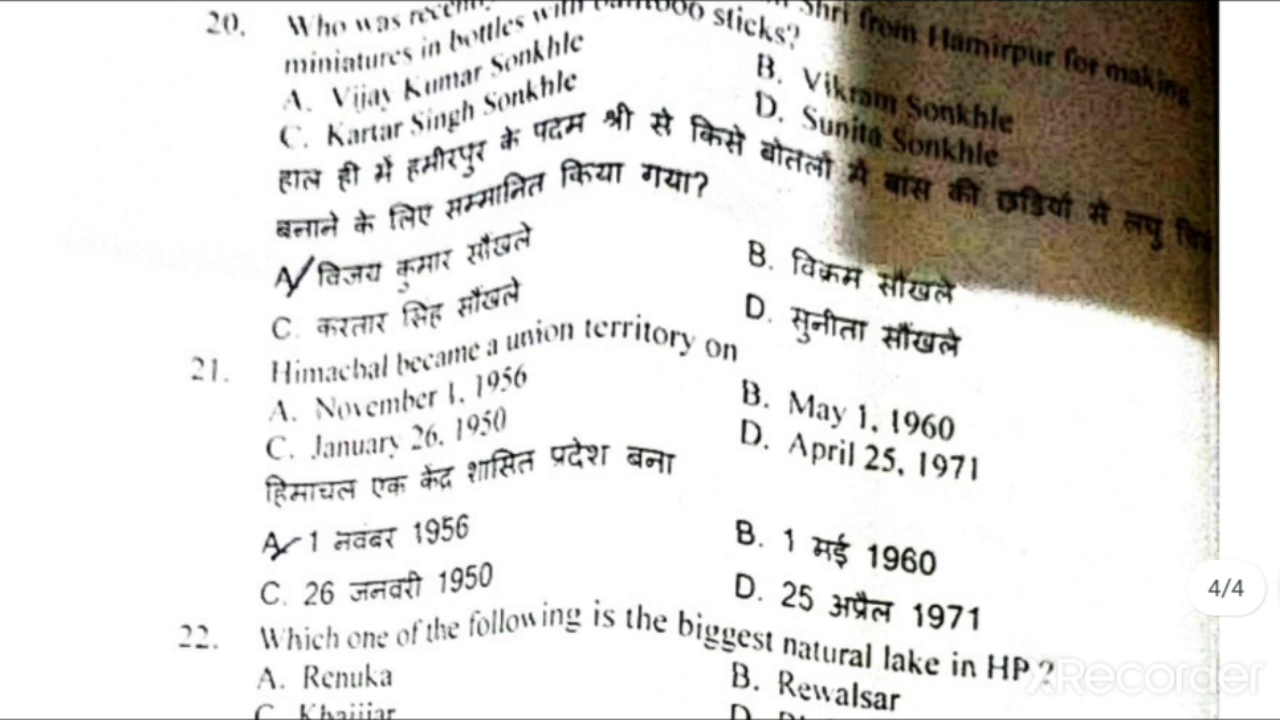 20. Who was Shri from Hamirpur for making
miniatures in bottles with sticks?
A. Vijay Kumar Sonkhle
B. Vikram Sonkhle
C. Kartar Singh Sonkhle
D. Sunita Sonkhle
हाल ही में हमीरपुर के पदम श्री से किसे बोतलों में बांस की छडियों से लघु
बनाने के लिए सम्मानित किया गया?
A. विजय कुमार सौंखले
B. विक्रम सौंखले
C. करतार सिंह सौंखले
D. सुनीता सौंखले
21. Himachal became a union territory on
A. November 1, 1956
B. May 1, 1960
C. January 26, 1950
D. April 25, 1971
हिमाचल एक केंद्र शासित प्रदेश बना
A. 1 नवंबर 1956
B. 1 मई 1960
C. 26 जनवरी 1950
D. 25 अप्रैल 1971
4/4
22. Which one of the following is the biggest natural lake in HP ?
A. Renuka
B. Rewalsar
C. Khajjiar
D.
XRecorder